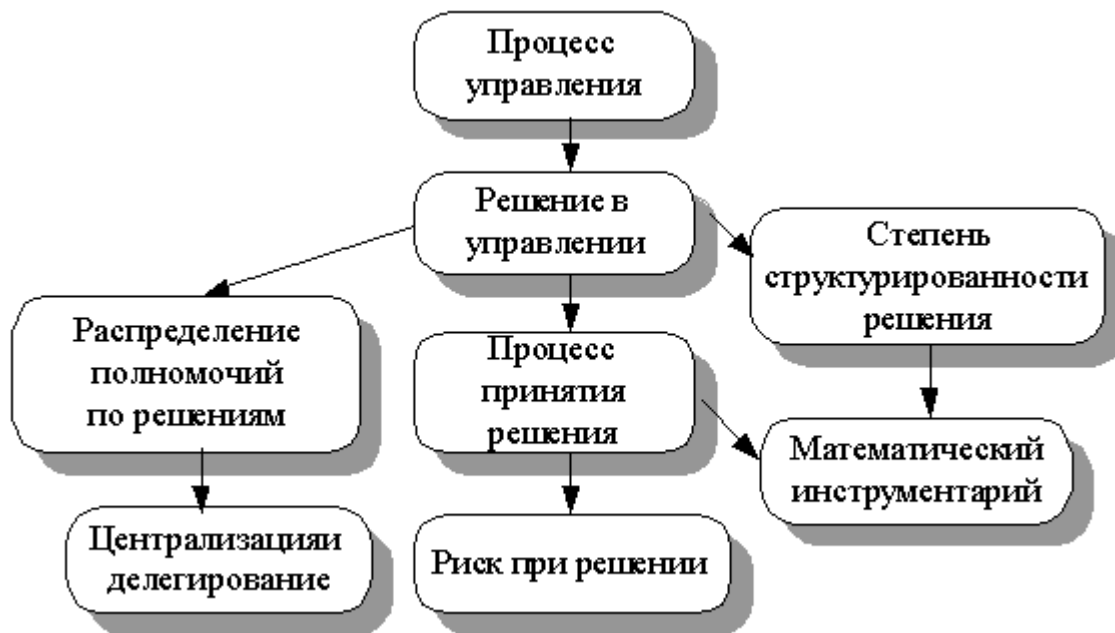 Процесс
управления
Решение в
управлении
Степень
структурированности
решения
Распределение
полномочий
по решениям
Процесс
принятия
решения
Математический
инструментарий
Централизацияи
делегирование
Риск при решении